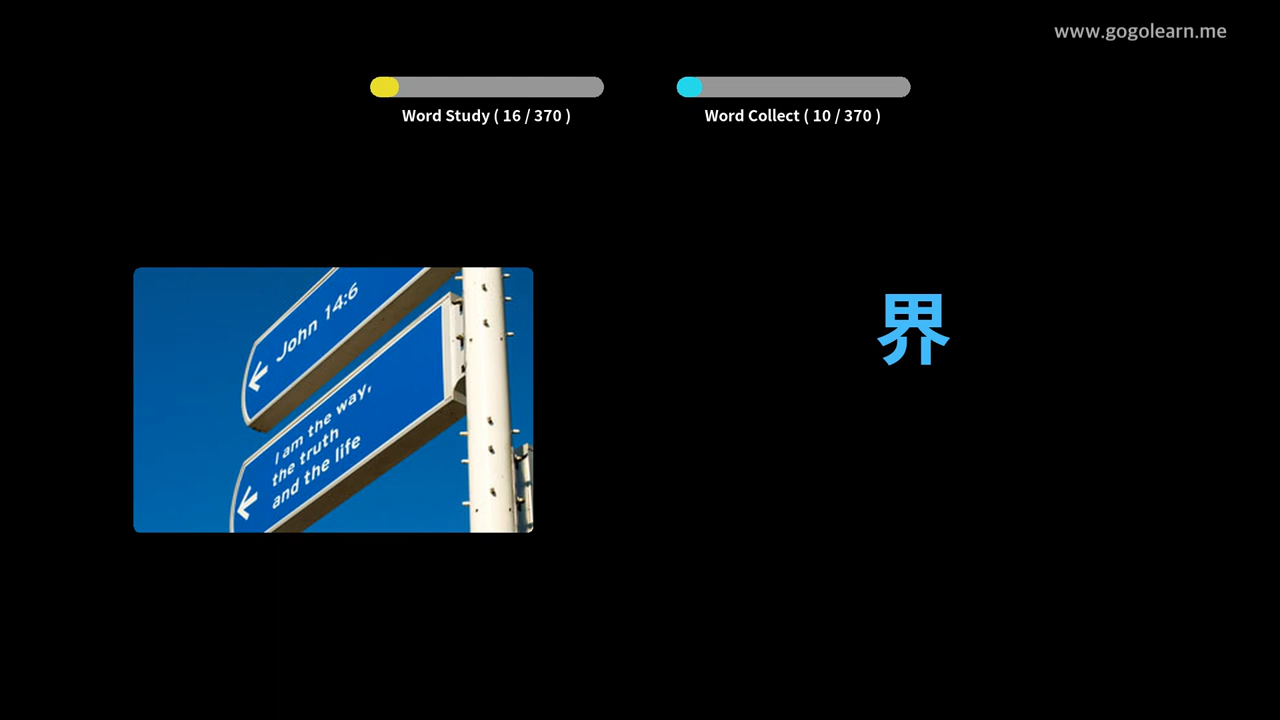 www.gogolearn.me
Word Study ( 16 / 370 )
Word Collect ( 10 / 370 )
John 14:6
I am the way,
the truth
and the life
界